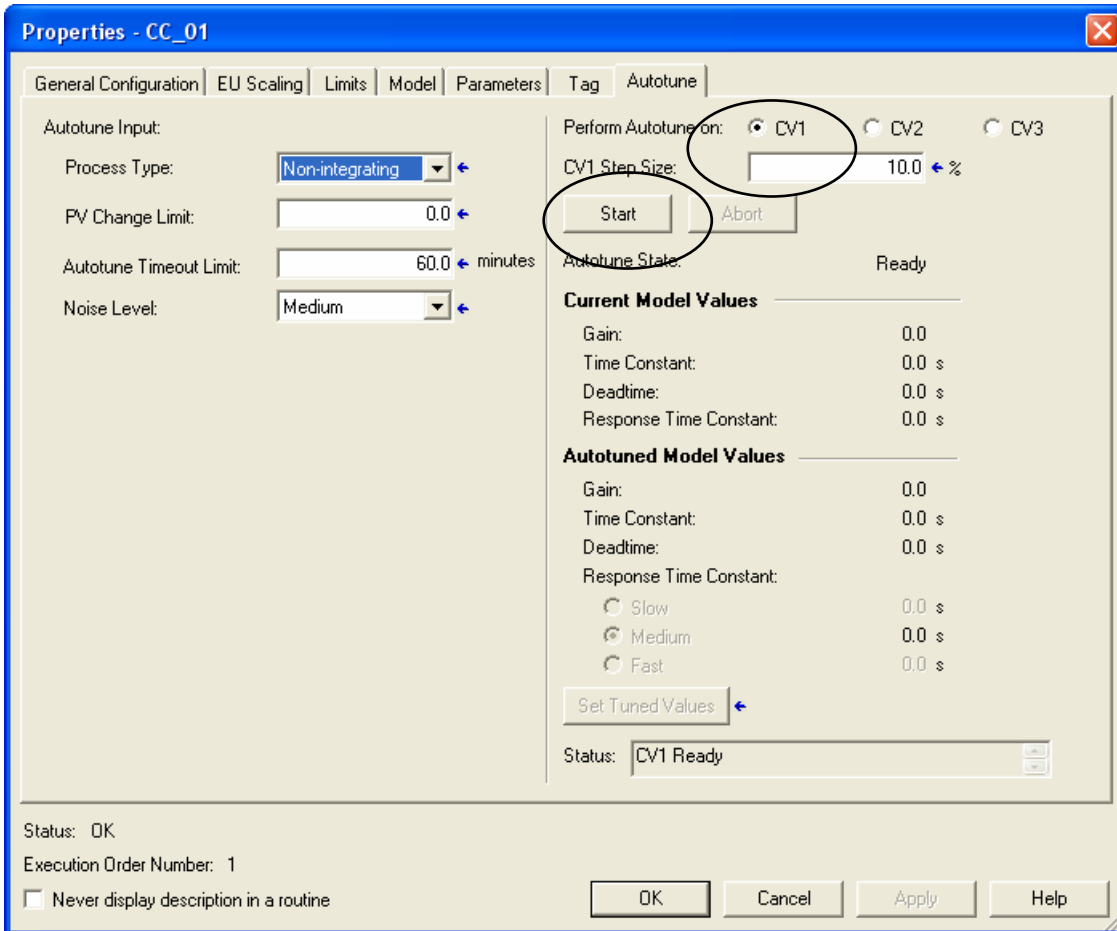 Properties - CC_01
General Configuration EU Scaling Limits Model Parameters Tag Autotune
Autotune Input:
Process Type: Non-integrating
PV Change Limit: 0.0
Autotune Timeout Limit: 60.0 minutes
Noise Level: Medium
Perform Autotune on: CV1 CV2 CV3
CV1 Step Size: 10.0 %
Start Abort
Autotune State: Ready
Current Model Values
Gain: 0.0
Time Constant: 0.0 s
Deadtime: 0.0 s
Response Time Constant: 0.0 s
Autotuned Model Values
Gain: 0.0
Time Constant: 0.0 s
Deadtime: 0.0 s
Response Time Constant:
Slow 0.0 s
Medium 0.0 s
Fast 0.0 s
Set Tuned Values
Status: CV1 Ready
Status: OK
Execution Order Number: 1
Never display description in a routine
OK Cancel Apply Help